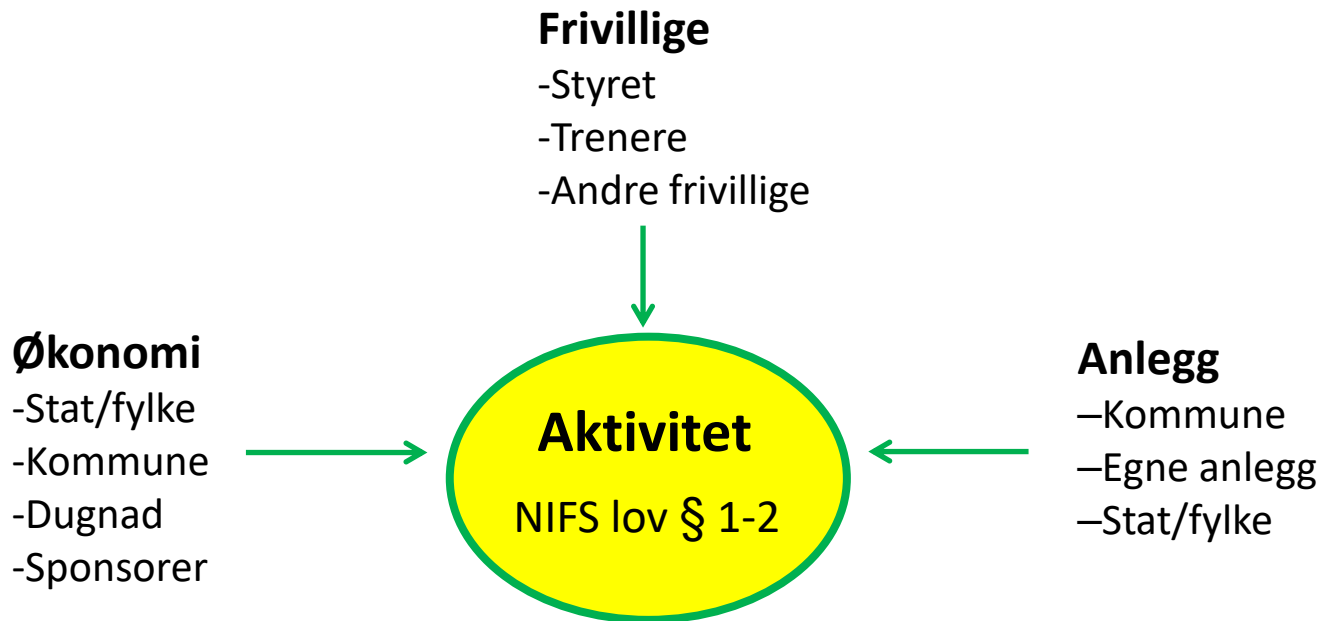 Frivillige
-Styret
-Trenere
-Andre frivillige
Økonomi
-Stat/fylke
-Kommune
-Dugnad
-Sponsorer
Aktivitet
NIFS lov § 1-2
Anlegg
–Kommune
–Egne anlegg
–Stat/fylke